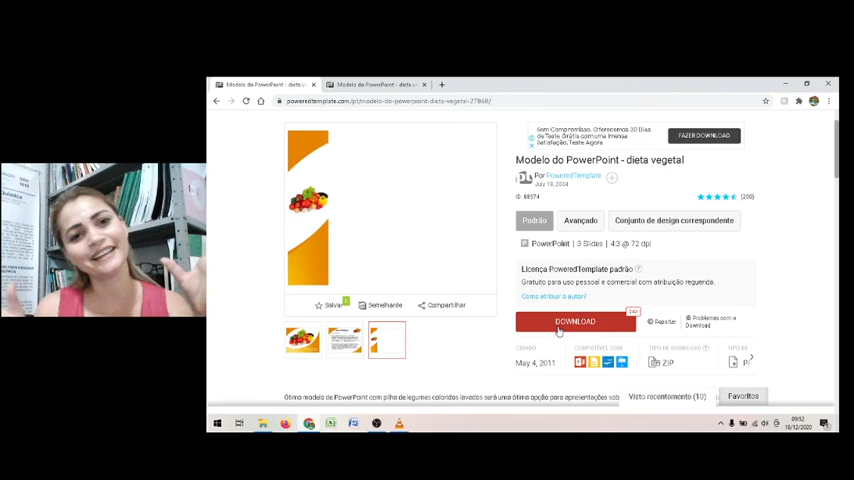 Modelo do PowerPoint - dieta ve
Modelo do PowerPoint - dieta ve
poweredtemplate.com/pt/modelo-do-powerpoint-dieta-vegetal-27868/
Sem Compromisso, Oferecemos 30 Dias
de Teste Grátis com uma Imensa
Satisfação, Teste Agora
FAZER DOWNLOAD
Modelo do PowerPoint - dieta vegetal
Por PoweredTemplate
July 18, 2004
ID: 08574
(200)
Padrão
Avançado
Conjunto de design correspondente
PowerPoint | 3 Slides | 4:3 @ 72 dpi
Licença PoweredTemplate padrão
Gratuito para uso pessoal e comercial com atribuição requerida.
Como atribuir o autor?
DOWNLOAD
242
Reportar
Problemas com o
Download
Salvar
Semelhante
Compartilhar
CRIADO
COMPATÍVEL COM
TIPO DE DOWNLOAD
TIPO DE
May 4, 2011
ZIP
Ótimo modelo de PowerPoint com pilha de legumes coloridos lavados será uma ótima opção para apresentações sob
Visto recentemente (10)
Favoritos
09:52
18/12/2020